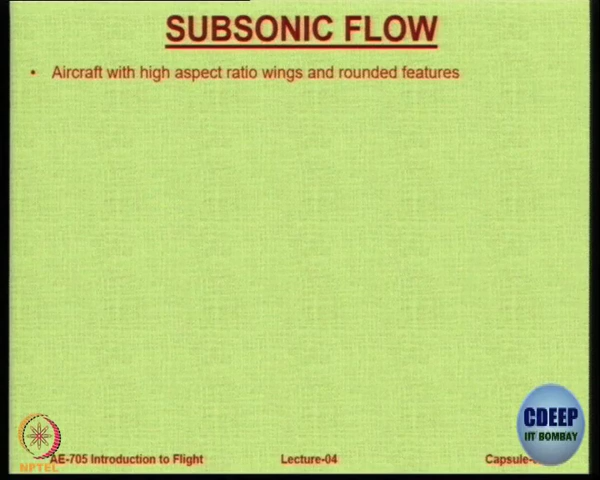 SUBSONIC FLOW
• Aircraft with high aspect ratio wings and rounded features
CDEEP
IIT BOMBAY
NPTEL
AE-705 Introduction to Flight Lecture-04 Capsule-